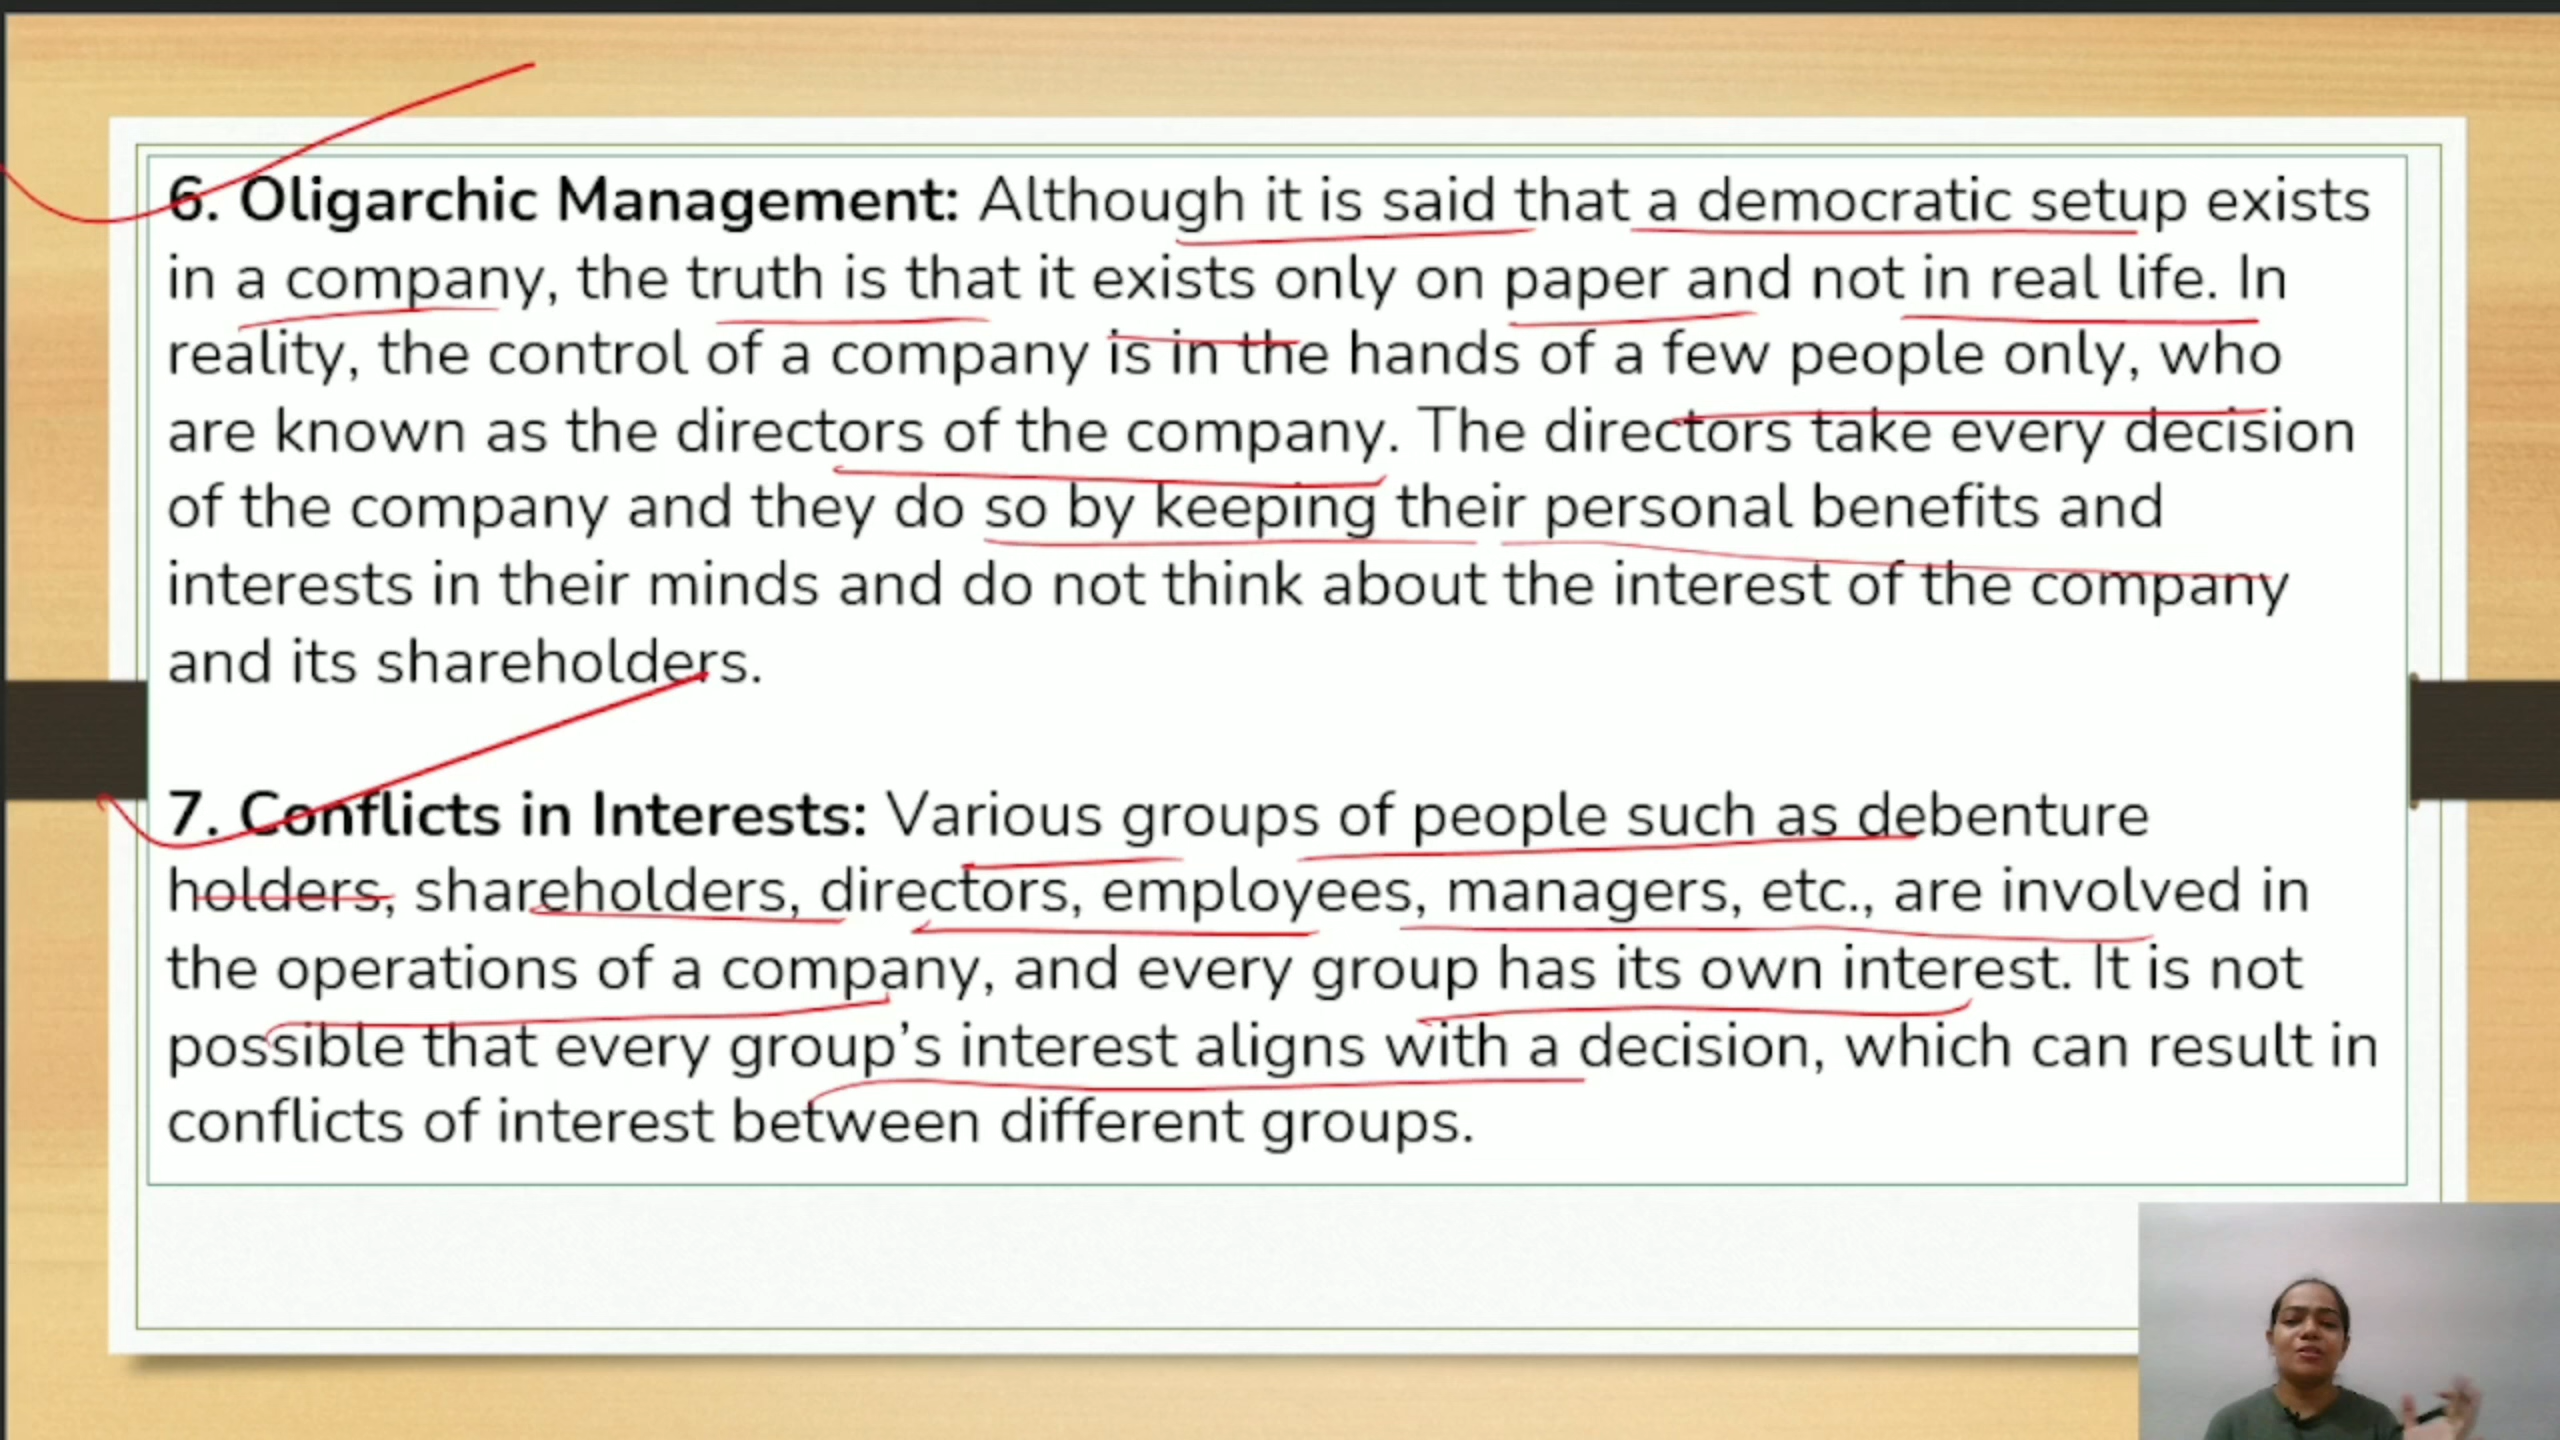 6. Oligarchic Management: Although it is said that a democratic setup exists
in a company, the truth is that it exists only on paper and not in real life. In
reality, the control of a company is in the hands of a few people only, who
are known as the directors of the company. The directors take every decision
of the company and they do so by keeping their personal benefits and
interests in their minds and do not think about the interest of the company
and its shareholders.
7. Conflicts in Interests: Various groups of people such as debenture
holders, shareholders, directors, employees, managers, etc., are involved in
the operations of a company, and every group has its own interest. It is not
possible that every group’s interest aligns with a decision, which can result in
conflicts of interest between different groups.